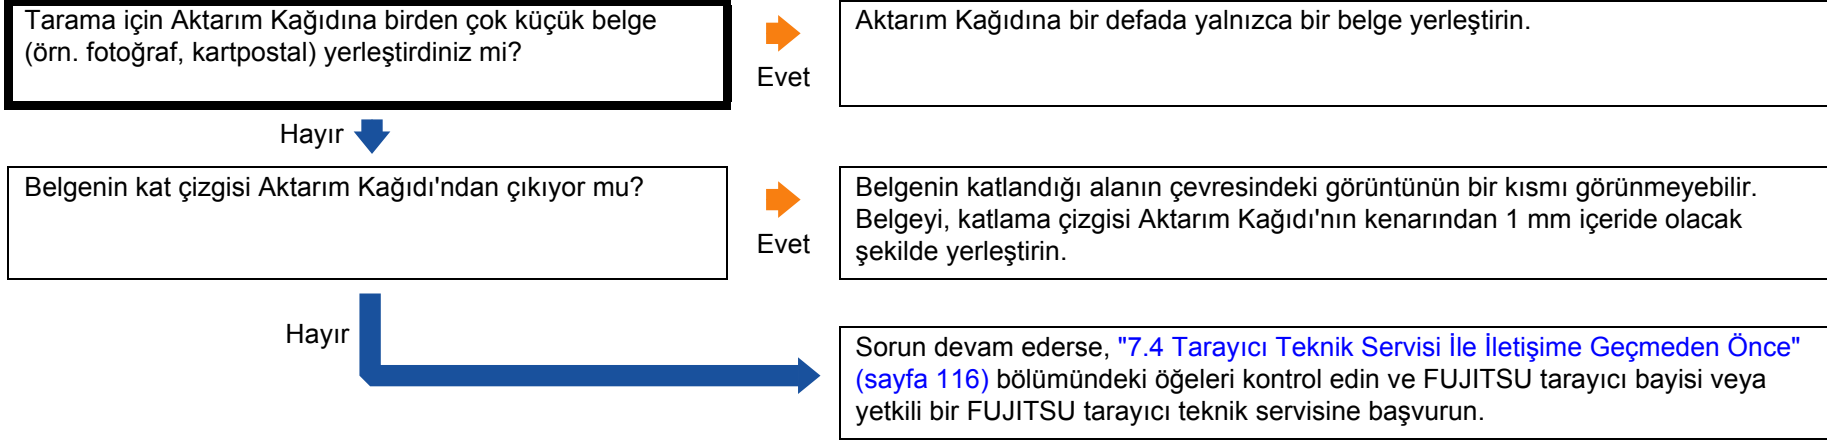 Tarama için Aktarım Kağıdına birden çok küçük belge
(örn. fotoğraf, kartpostal) yerleştirdiniz mi?
Evet
Aktarım Kağıdına bir defada yalnızca bir belge yerleştirin.
Hayır
Belgenin kat çizgisi Aktarım Kağıdı'ndan çıkıyor mu?
Evet
Belgenin katlandığı alanın çevresindeki görüntünün bir kısmı görünmeyebilir.
Belgeyi, katlama çizgisi Aktarım Kağıdı'nın kenarından 1 mm içeride olacak
şekilde yerleştirin.
Hayır
Sorun devam ederse, "7.4 Tarayıcı Teknik Servisi İle İletişime Geçmeden Önce"
(sayfa 116) bölümündeki öğeleri kontrol edin ve FUJITSU tarayıcı bayisi veya
yetkili bir FUJITSU tarayıcı teknik servisine başvurun.